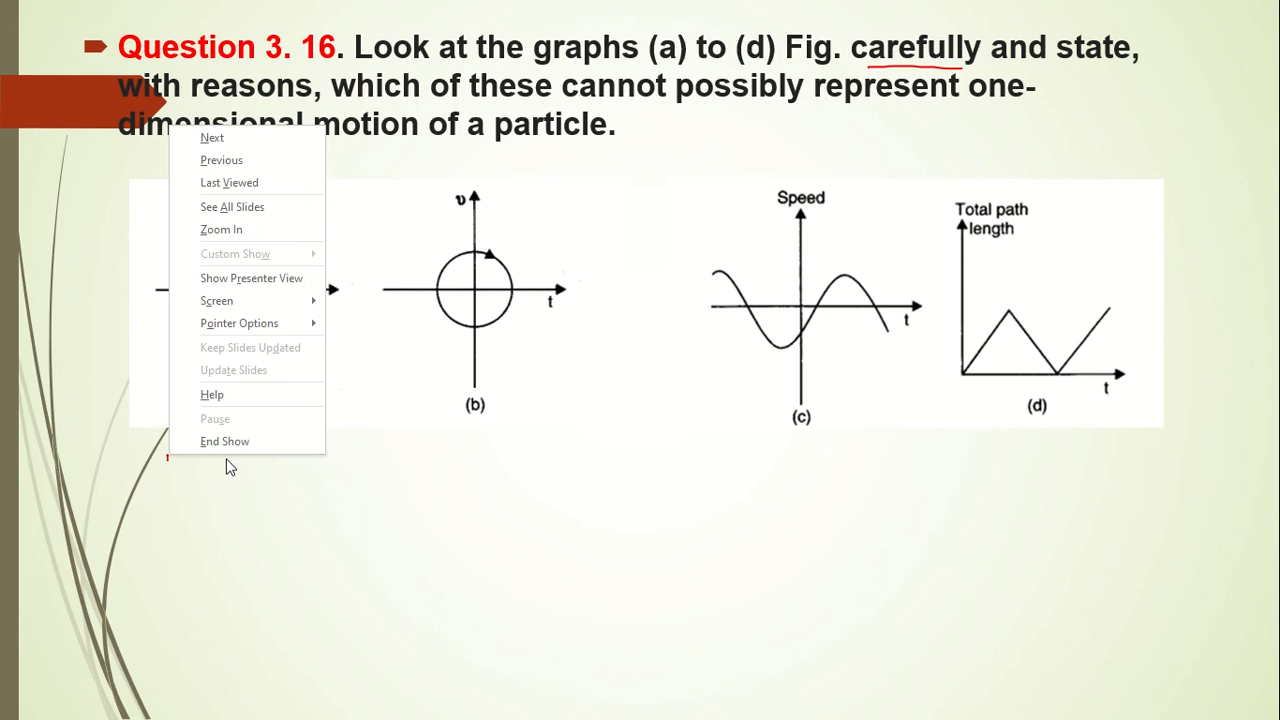 Question 3. 16. Look at the graphs (a) to (d) Fig. carefully and state,
with reasons, which of these cannot possibly represent one-
dimensional motion of a particle.
Next
Previous
Last Viewed
See All Slides
Zoom In
Custom Show
Show Presenter View
Screen
Pointer Options
Keep Slides Updated
Update Slides
Help
Pause
End Show
υ
t
(b)
Speed
t
(c)
Total path
length
t
(d)